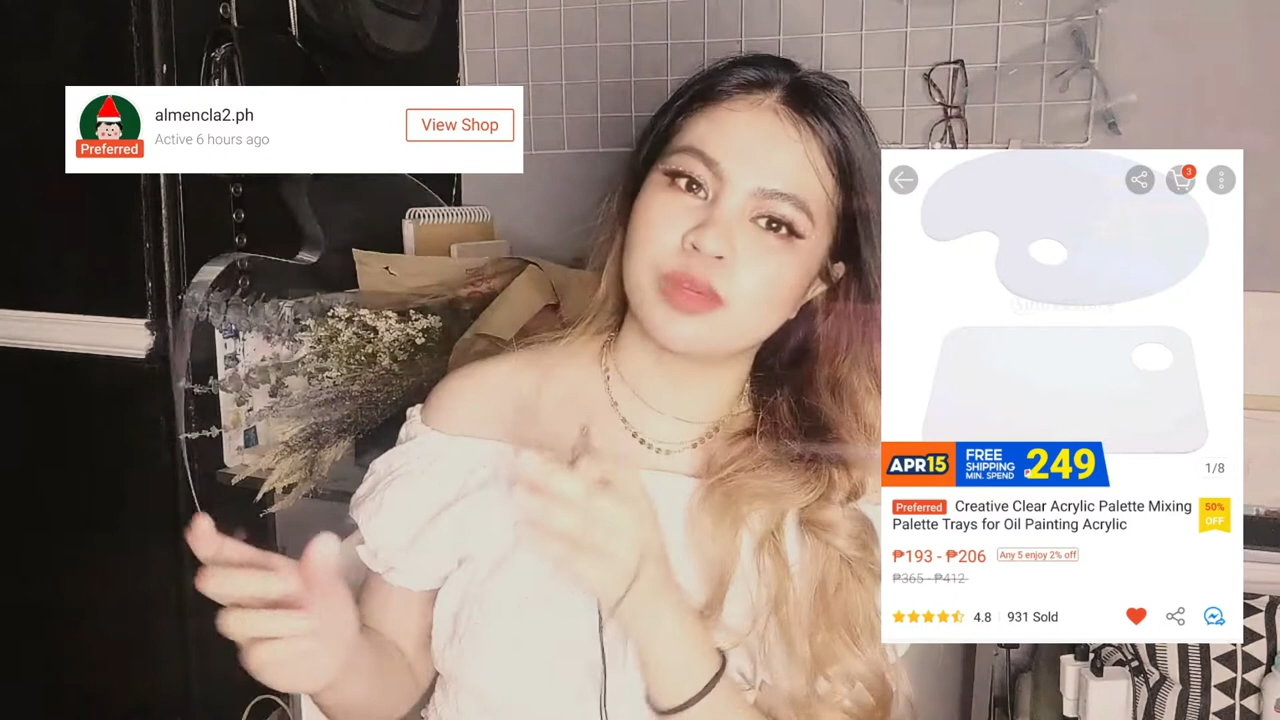 almencla2.ph
Active 6 hours ago
Preferred
View Shop
3
APR15
FREE
SHIPPING
MIN. SPEND
₱249
1/8
Preferred Creative Clear Acrylic Palette Mixing
Palette Trays for Oil Painting Acrylic
50%
OFF
₱193 - ₱206
Any 5 enjoy 2% off
₱365 - ₱412
4.8
931 Sold